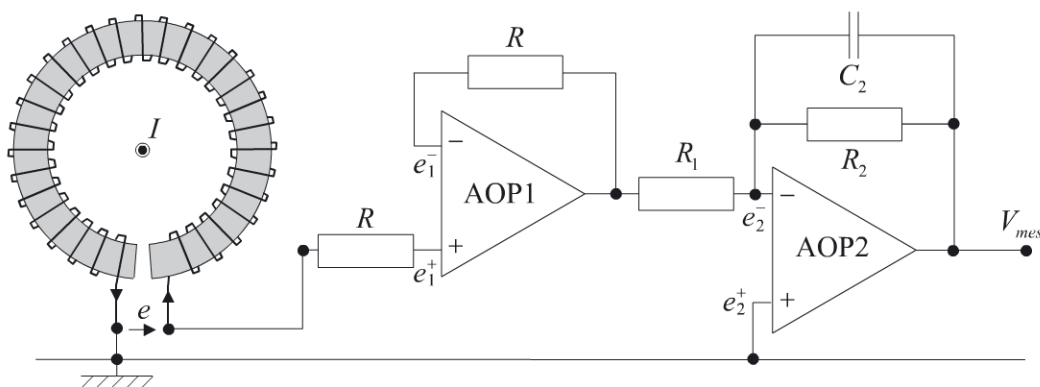 I
e
R
R
e₁⁻
−
AOP1
e₁⁺
+
R₁
C₂
R₂
e₂⁻
−
AOP2
e₂⁺
+
Vₘₑₛ